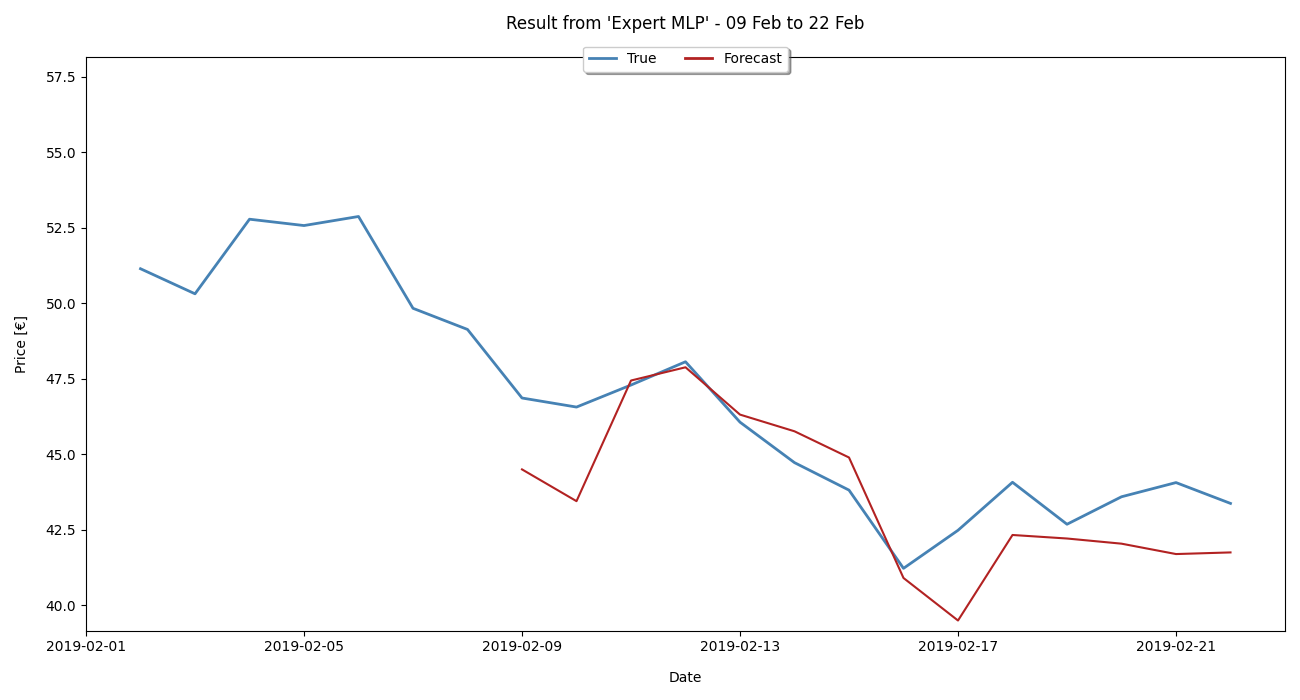 Result from 'Expert MLP' - 09 Feb to 22 Feb
True Forecast
57.5
55.0
52.5
50.0
47.5
45.0
42.5
40.0
Price [€]
2019-02-01 2019-02-05 2019-02-09 2019-02-13 2019-02-17 2019-02-21
Date